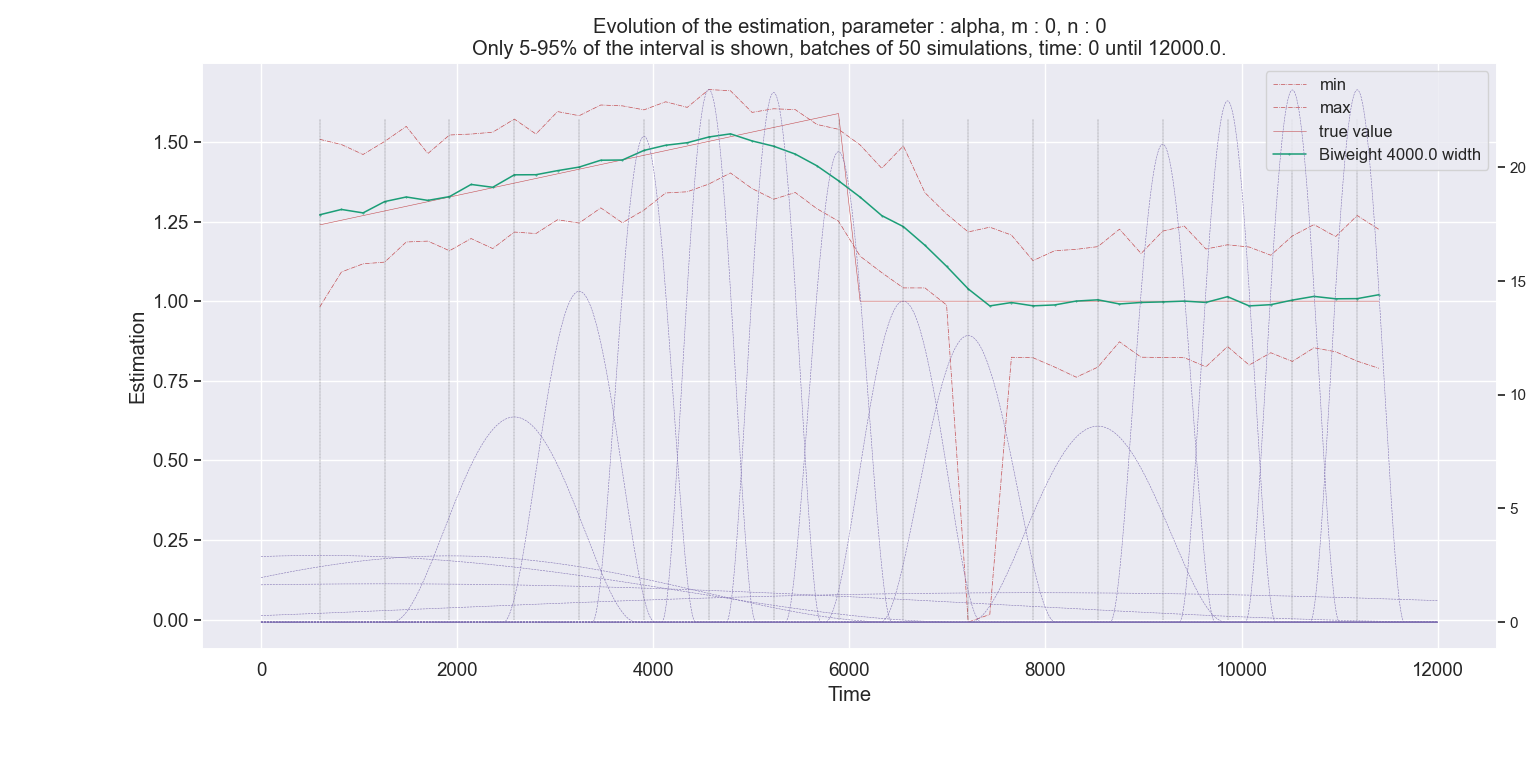 Evolution of the estimation, parameter : alpha, m : 0, n : 0
Only 5-95% of the interval is shown, batches of 50 simulations, time: 0 until 12000.0.
min
max
true value
Biweight 4000.0 width
1.50
1.25
1.00
0.75
0.50
0.25
0.00
Estimation
20
15
10
5
0
0
2000
4000
6000
8000
10000
12000
Time